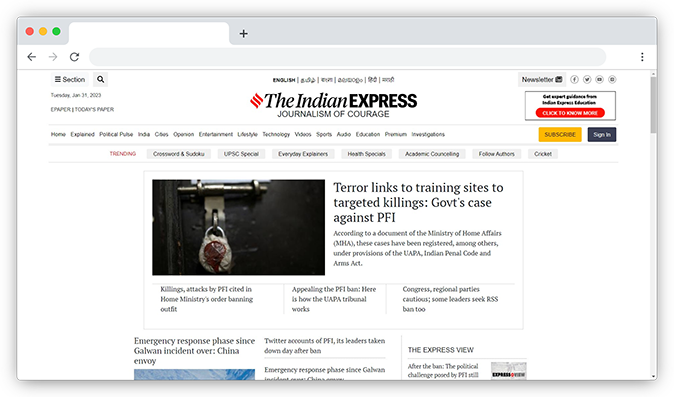 Section
ENGLISH | தமிழ் | বাংলা | മലയാളം | हिंदी | मराठी
Newsletter
Tuesday, Jan 31, 2023
EPAPER | TODAY'S PAPER
The Indian EXPRESS
JOURNALISM OF COURAGE
Get expert guidance from
Indian Express Education
CLICK TO KNOW MORE
Home Explained Political Pulse India Cities Opinion Entertainment Lifestyle Technology Videos Sports Audio Education Premium Investigations
SUBSCRIBE
Sign In
TRENDING Crossword & Sudoku UPSC Special Everyday Explainers Health Specials Academic Counselling Follow Authors Cricket
Terror links to training sites to
targeted killings: Govt's case
against PFI
According to a document of the Ministry of Home Affairs
(MHA), these cases have been registered, among others,
under provisions of the UAPA, Indian Penal Code and
Arms Act.
Killings, attacks by PFI cited in
Home Ministry's order banning
outfit
Appealing the PFI ban: Here
is how the UAPA tribunal
works
Congress, regional parties
cautious; some leaders seek RSS
ban too
Emergency response phase since
Galwan incident over: China
envoy
Twitter accounts of PFI, its leaders taken
down day after ban
Emergency response phase since Galwan
incident over: China envoy
THE EXPRESS VIEW
After the ban: The political
challenge posed by PFI still
EXPRESS VIEW